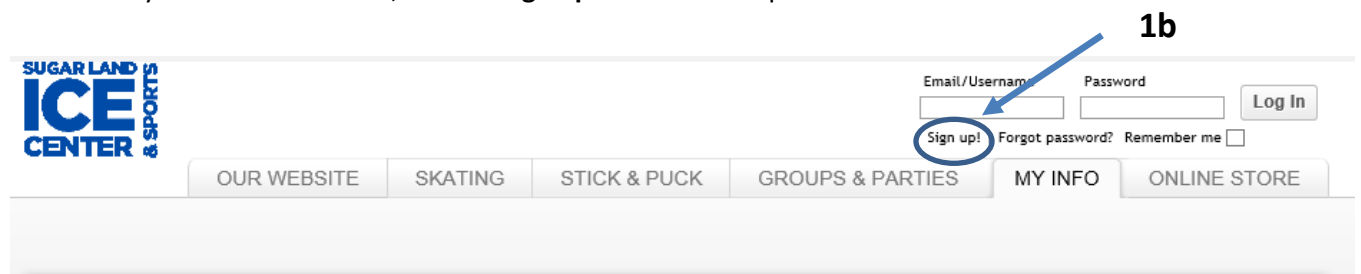 1b
SUGAR LAND
ICE
CENTER
& SPORTS
Email/Username Password
Log In
Sign up! Forgot password? Remember me
OUR WEBSITE SKATING STICK & PUCK GROUPS & PARTIES MY INFO ONLINE STORE